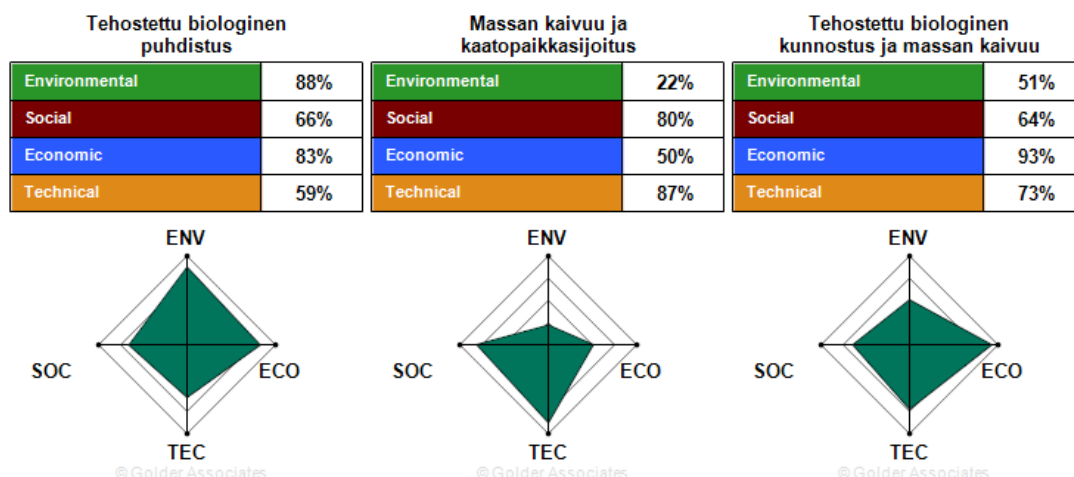 Tehostettu biologinen
puhdistus
Environmental 88%
Social 66%
Economic 83%
Technical 59%
ENV
SOC
ECO
TEC
© Golder Associates
Massan kaivuu ja
kaatopaikkasijoitus
Environmental 22%
Social 80%
Economic 50%
Technical 87%
ENV
SOC
ECO
TEC
© Golder Associates
Tehostettu biologinen
kunnostus ja massan kaivuu
Environmental 51%
Social 64%
Economic 93%
Technical 73%
ENV
SOC
ECO
TEC
© Golder Associates